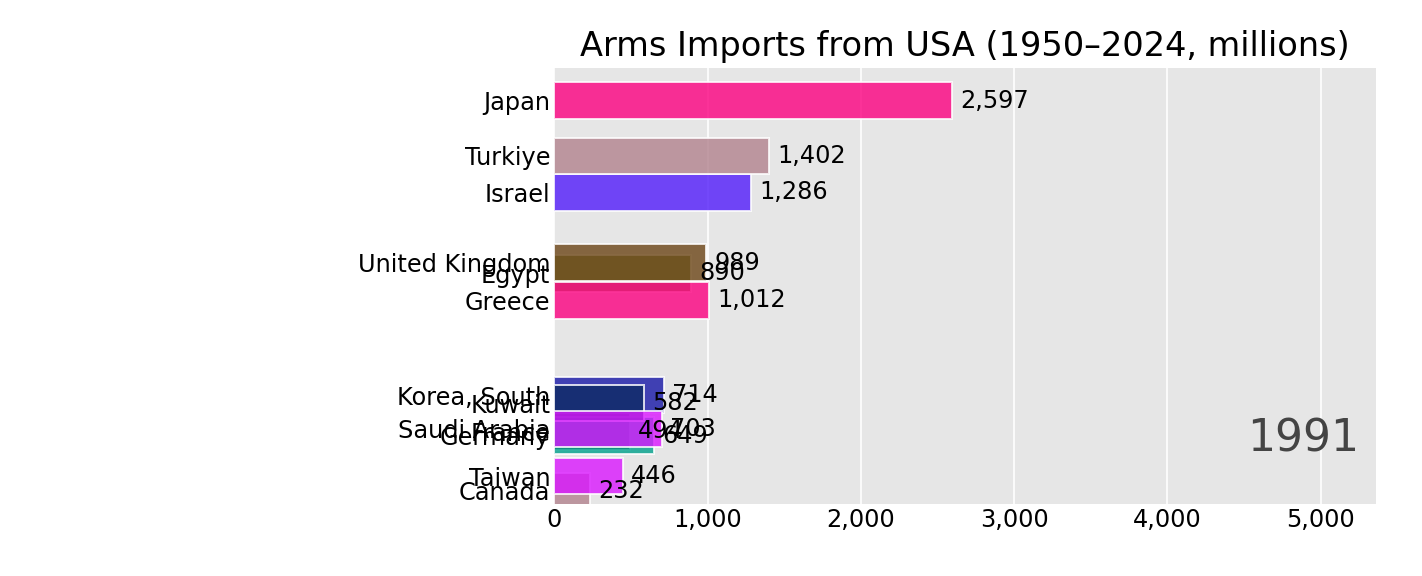 Arms Imports from USA (1950–2024, millions)
Japan 2,597
Turkiye 1,402
Israel 1,286
United Kingdom 989
Egypt 890
Greece 1,012
Korea, South 714
Kuwait 582
Saudi Arabia 703
France
Germany 649
Taiwan 446
Canada 232
1991
0 1,000 2,000 3,000 4,000 5,000